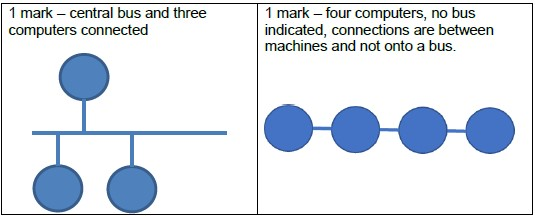 1 mark – central bus and three
computers connected
1 mark – four computers, no bus
indicated, connections are between
machines and not onto a bus.